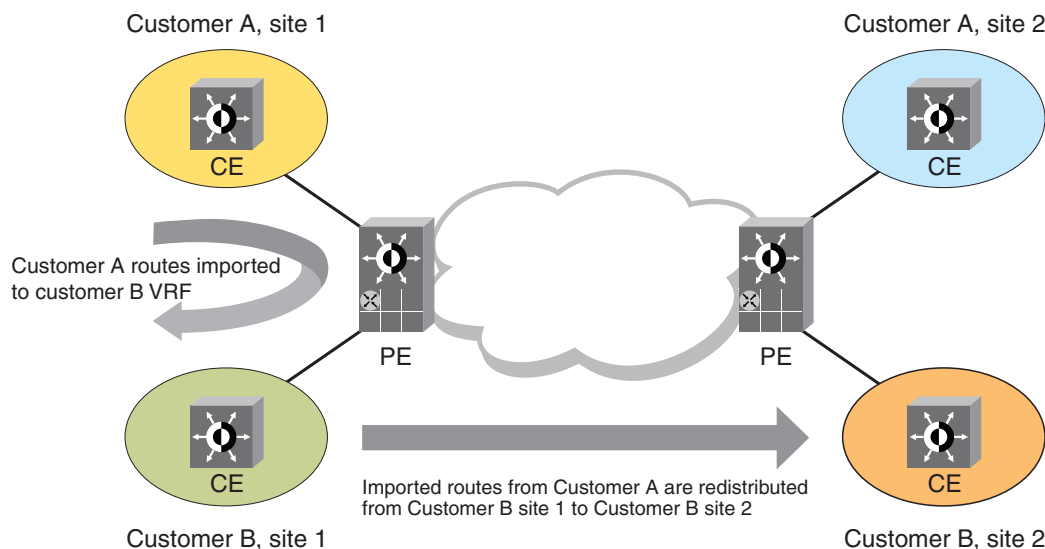 Customer A, site 1
Customer A, site 2
CE
CE
Customer A routes imported
to customer B VRF
PE
PE
CE
CE
Imported routes from Customer A are redistributed
from Customer B site 1 to Customer B site 2
Customer B, site 1
Customer B, site 2